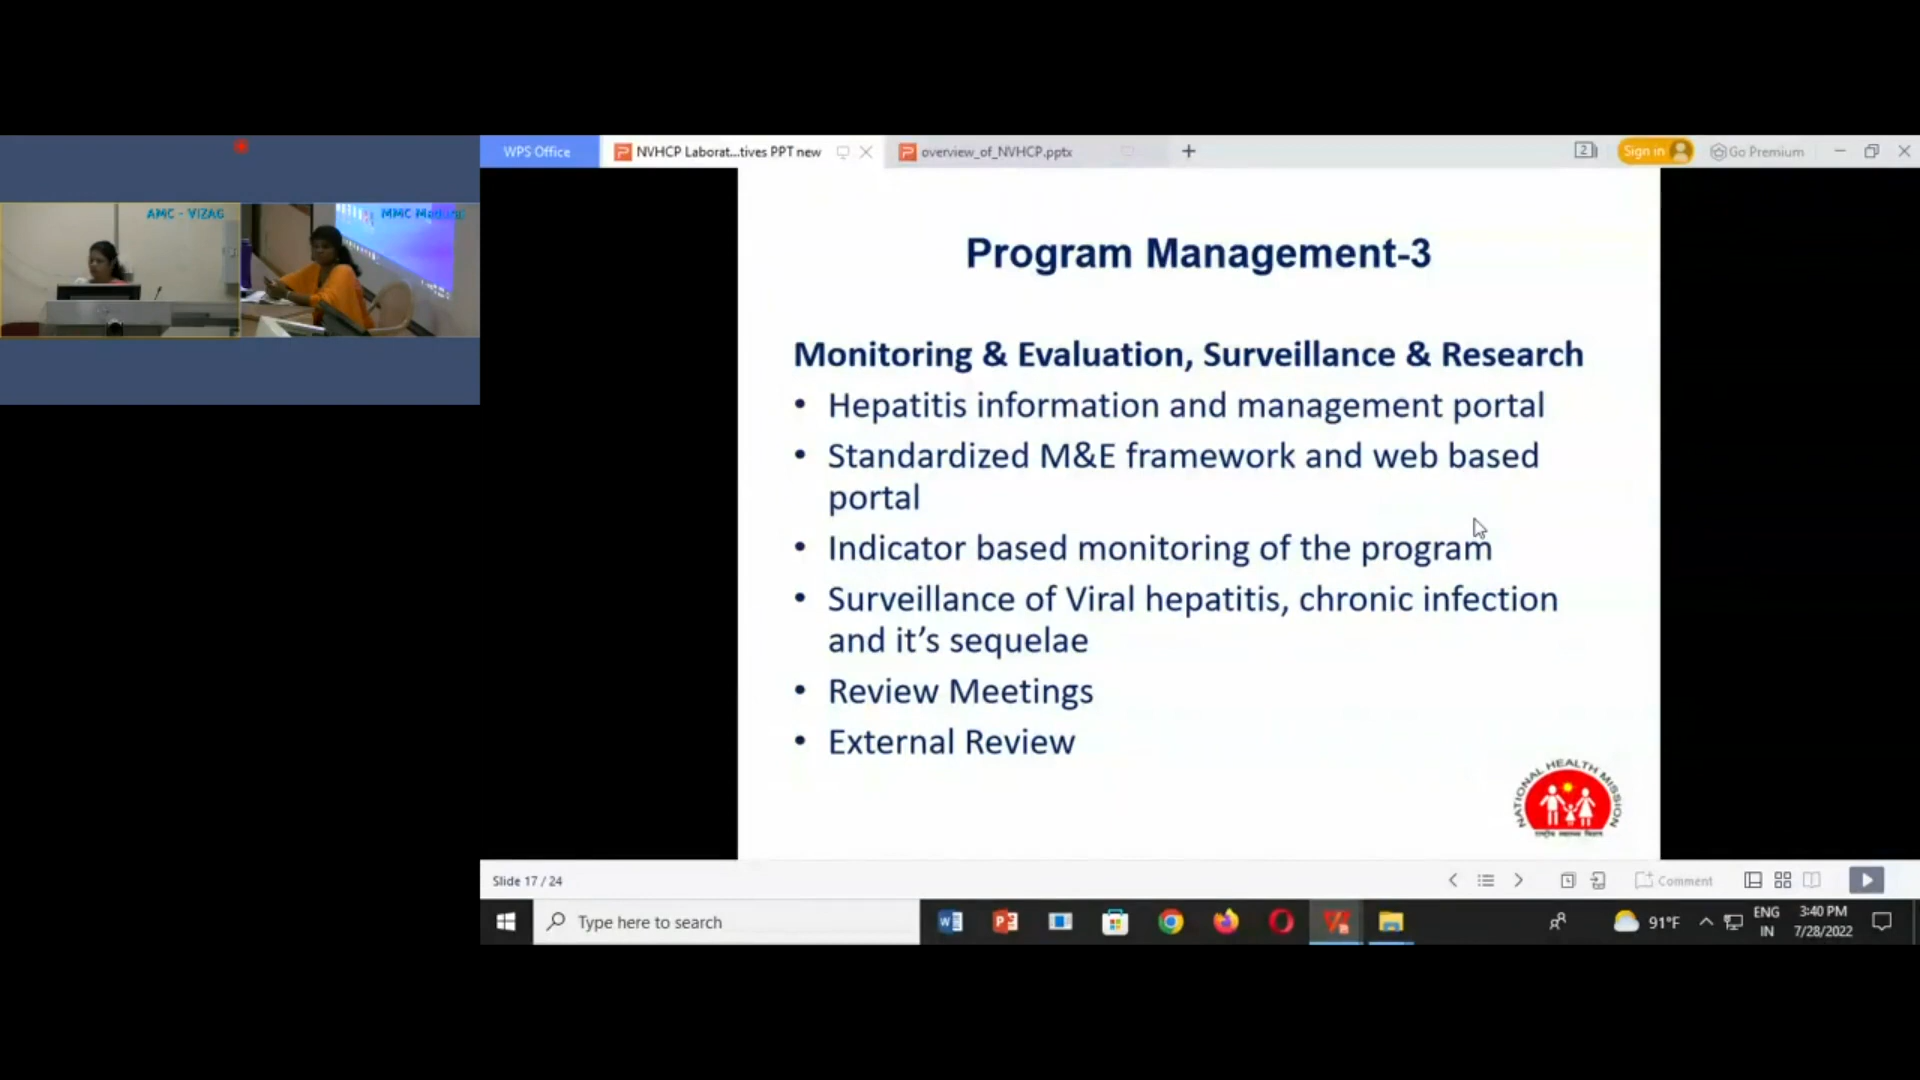 WPS Office
NVHCP Laborat...tives PPT new
overview_of_NVHCP.pptx
2
Sign in
Go Premium
AMC - VIZAG
MMC
Program Management-3
Monitoring & Evaluation, Surveillance & Research
• Hepatitis information and management portal
• Standardized M&E framework and web based
portal
• Indicator based monitoring of the program
• Surveillance of Viral hepatitis, chronic infection
and it's sequelae
• Review Meetings
• External Review
NATIONAL HEALTH MISSION
Slide 17 / 24
Comment
Type here to search
91°F
ENG
IN
3:40 PM
7/28/2022